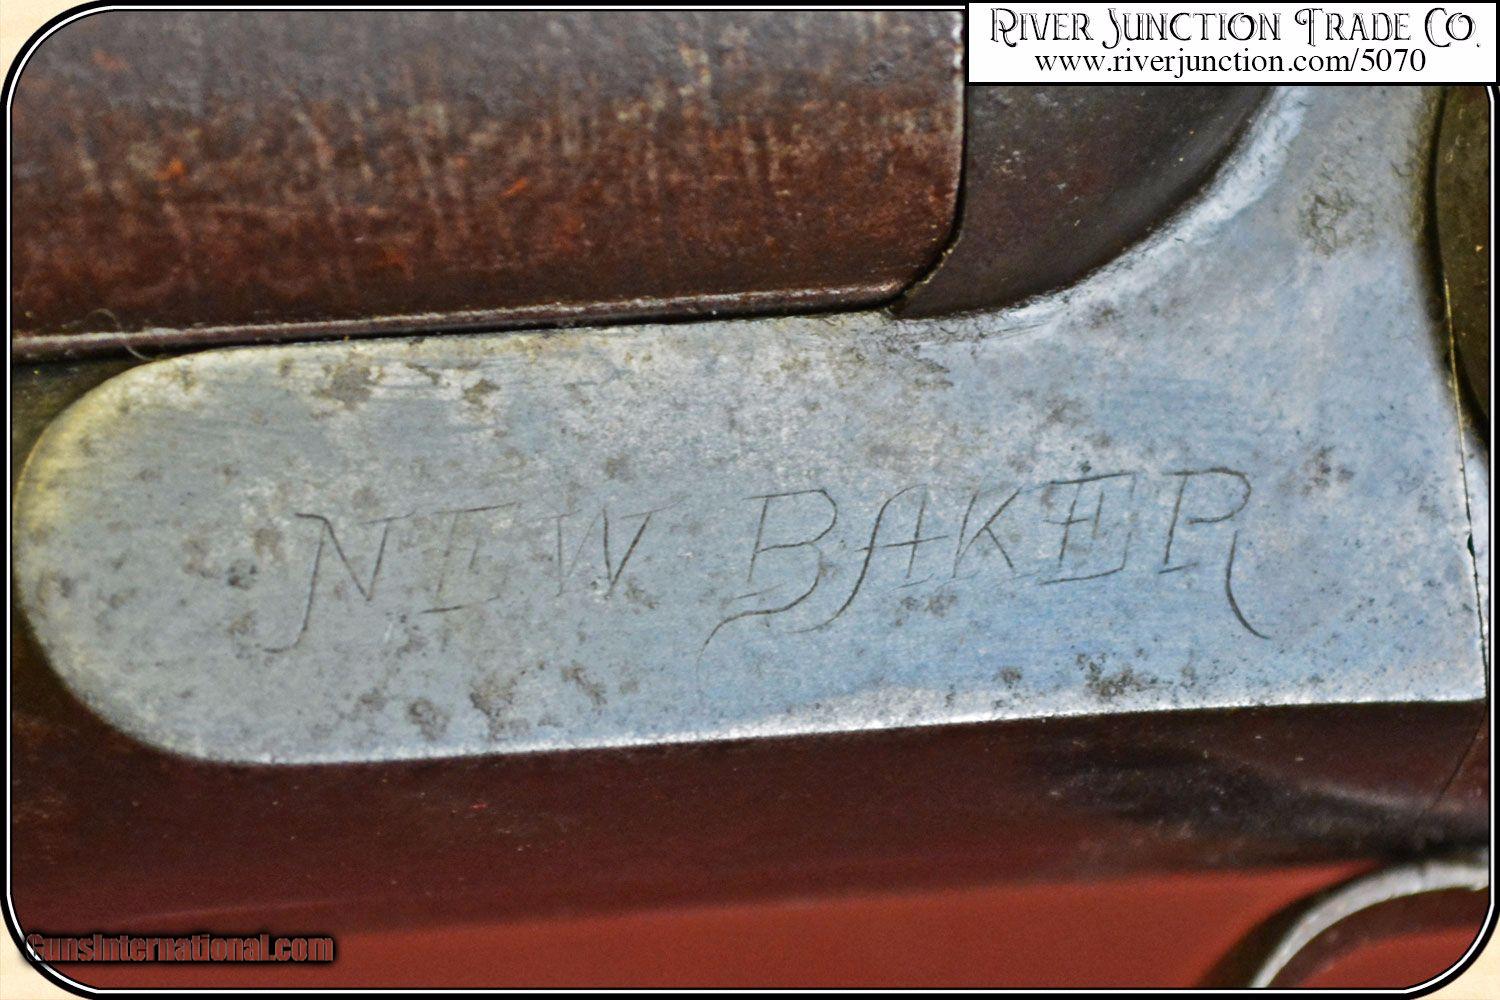 River Junction Trade Co.
www.riverjunction.com/5070
NEW BAKER
GunsInternational.com